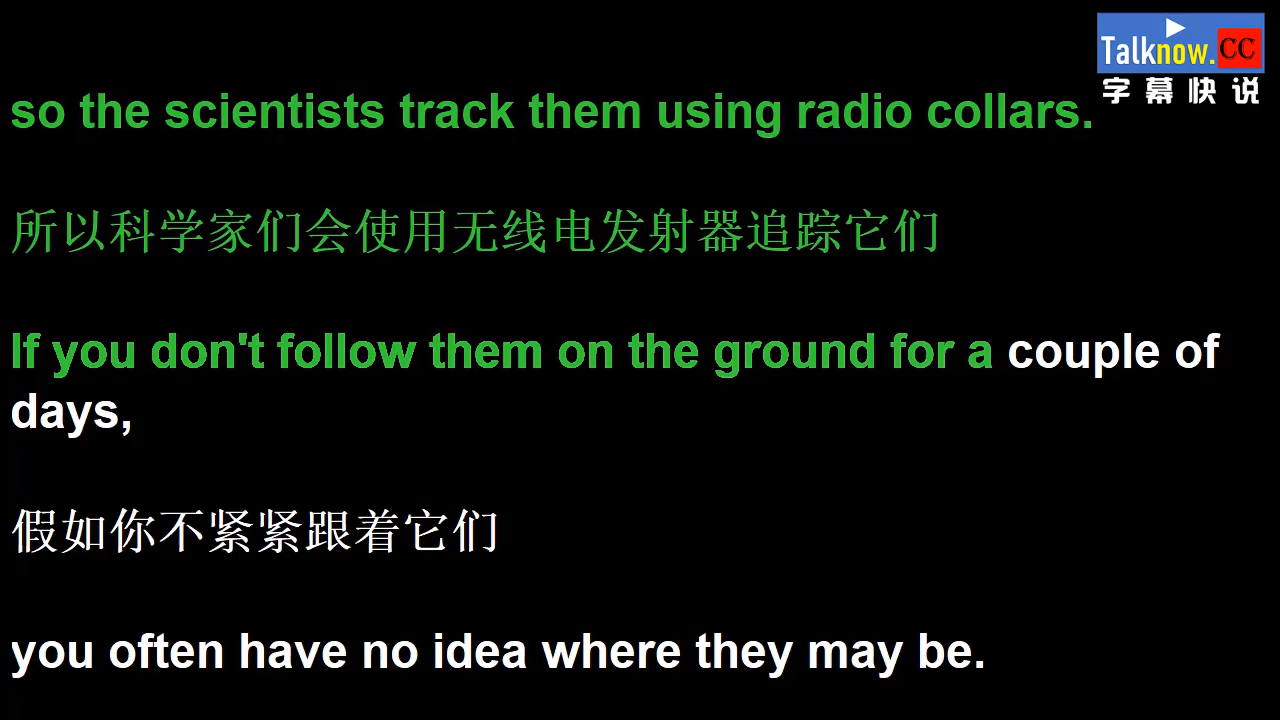 Talknow.CC
字幕快说
so the scientists track them using radio collars.
所以科学家们会使用无线电发射器追踪它们
If you don't follow them on the ground for a couple of
days,
假如你不紧紧跟着它们
you often have no idea where they may be.